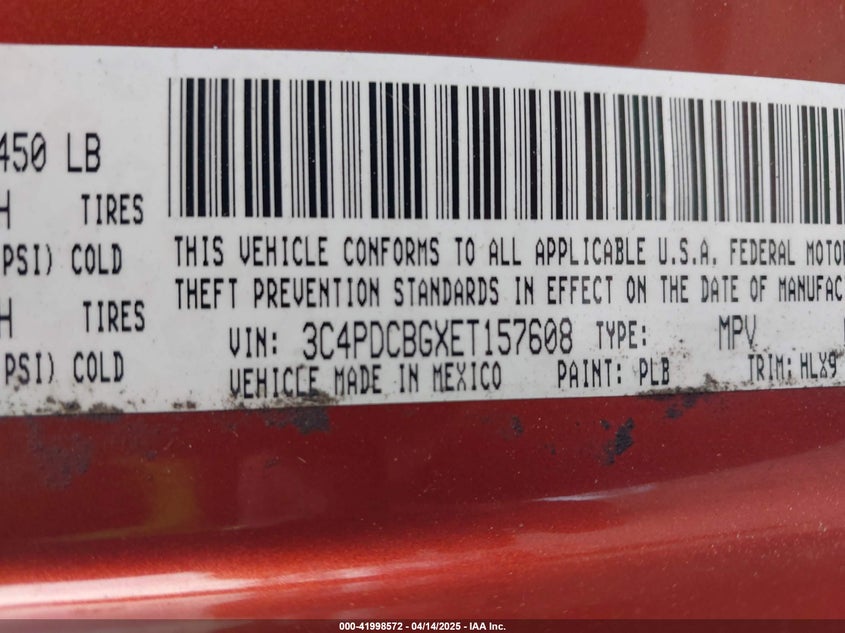 450 LB
H TIRES
PSI) COLD
H TIRES
PSI) COLD
THIS VEHICLE CONFORMS TO ALL APPLICABLE U.S.A. FEDERAL MOTOR
THEFT PREVENTION STANDARDS IN EFFECT ON THE DATE OF MANUFAC
VIN: 3C4PDCBGXET157608 TYPE: MPV
VEHICLE MADE IN MEXICO PAINT: PLB TRIM: HLX9
000-41998572 | 04/14/2025 - IAA Inc.